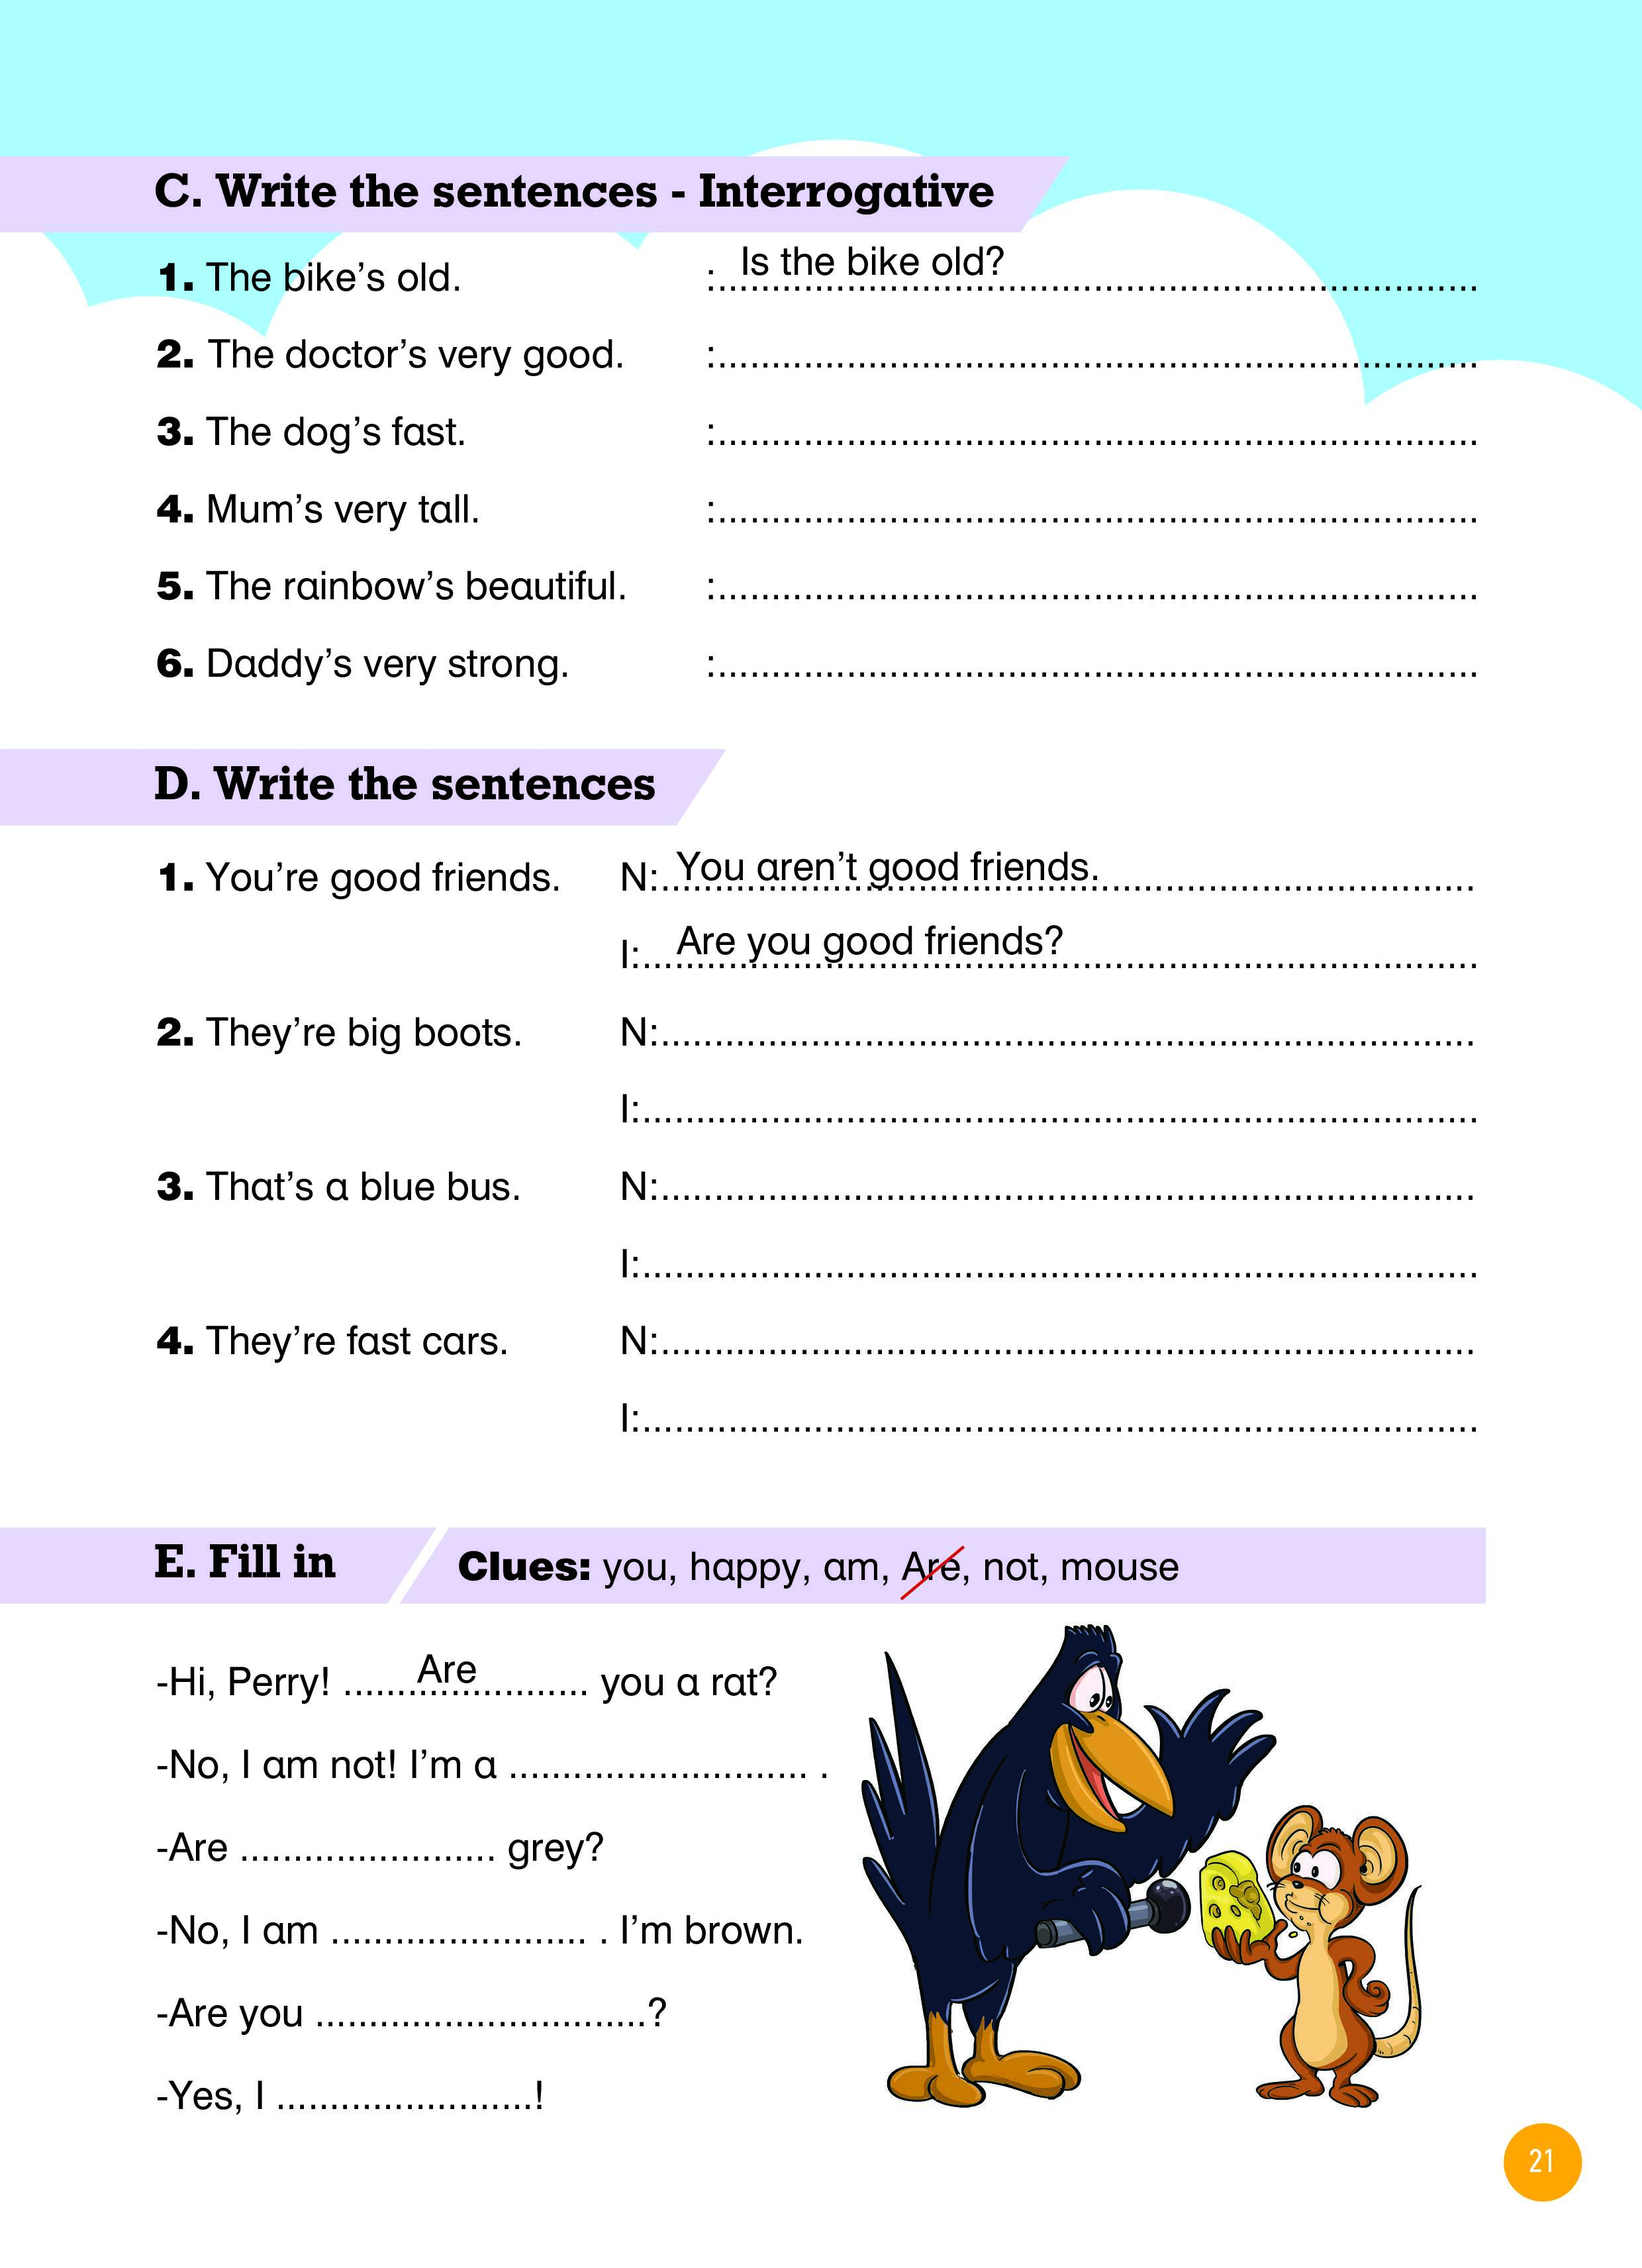 C. Write the sentences - Interrogative
1. The bike's old. : Is the bike old?
2. The doctor's very good. :......................................................................
3. The dog's fast. :......................................................................
4. Mum's very tall. :......................................................................
5. The rainbow's beautiful. :......................................................................
6. Daddy's very strong. :......................................................................
D. Write the sentences
1. You're good friends. N: You aren't good friends.
I: Are you good friends?
2. They're big boots. N:...........................................................................
I:.............................................................................
3. That's a blue bus. N:...........................................................................
I:.............................................................................
4. They're fast cars. N:...........................................................................
I:.............................................................................
E. Fill in Clues: you, happy, am, Are, not, mouse
-Hi, Perry! ........Are.......... you a rat?
-No, I am not! I'm a ............................ .
-Are ........................ grey?
-No, I am ........................ . I'm brown.
-Are you ...............................?
-Yes, I ........................!
21